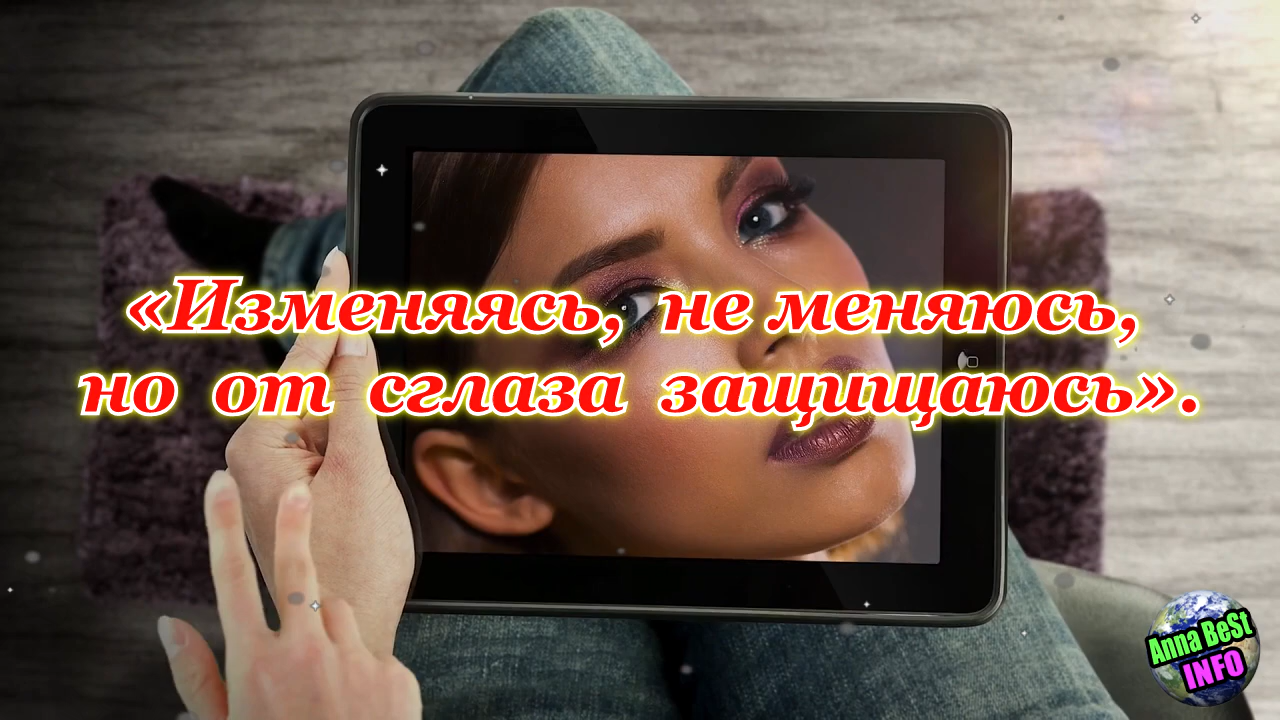 «Изменяясь, не меняюсь,
но от сглаза защищаюсь».
Anna BeSt
INFO